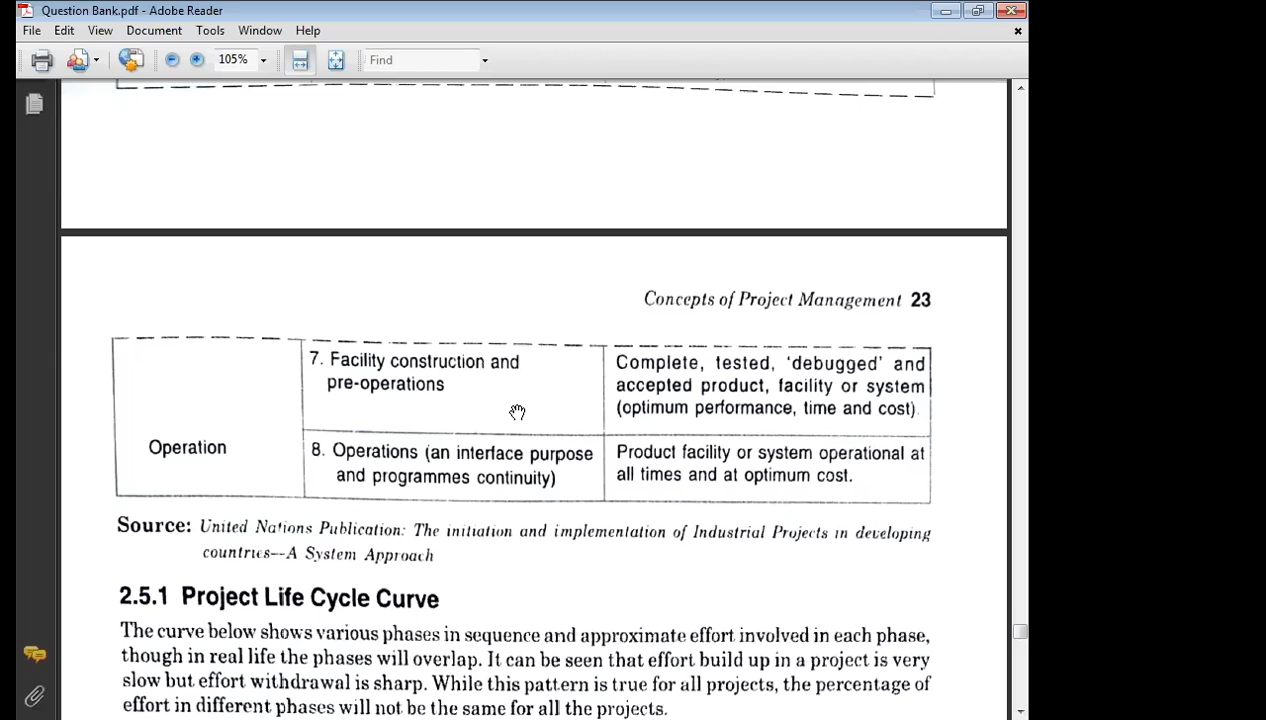 Question Bank.pdf - Adobe Reader
File Edit View Document Tools Window Help
105% Find
Concepts of Project Management 23
7. Facility construction and
pre-operations
Complete, tested, 'debugged' and
accepted product, facility or system
(optimum performance, time and cost).
Operation
8. Operations (an interface purpose
and programmes continuity)
Product facility or system operational at
all times and at optimum cost.
Source: United Nations Publication: The initiation and implementation of Industrial Projects in developing
countries--A System Approach
2.5.1 Project Life Cycle Curve
The curve below shows various phases in sequence and approximate effort involved in each phase,
though in real life the phases will overlap. It can be seen that effort build up in a project is very
slow but effort withdrawal is sharp. While this pattern is true for all projects, the percentage of
effort in different phases will not be the same for all the projects.